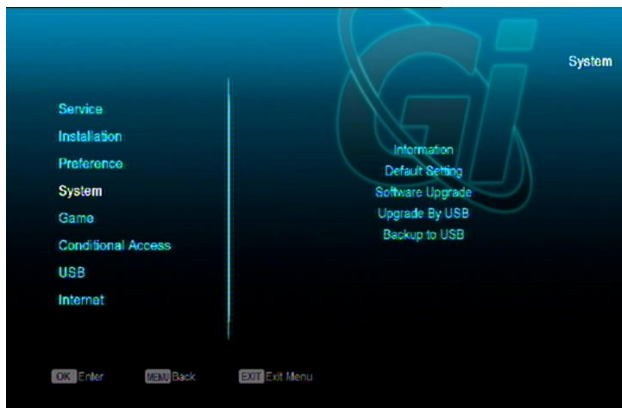 System
Service
Installation
Preference
System
Game
Conditional Access
USB
Internet
Information
Default Setting
Software Upgrade
Upgrade By USB
Backup to USB
Gi
OK Enter
MENU Back
EXIT Exit Menu